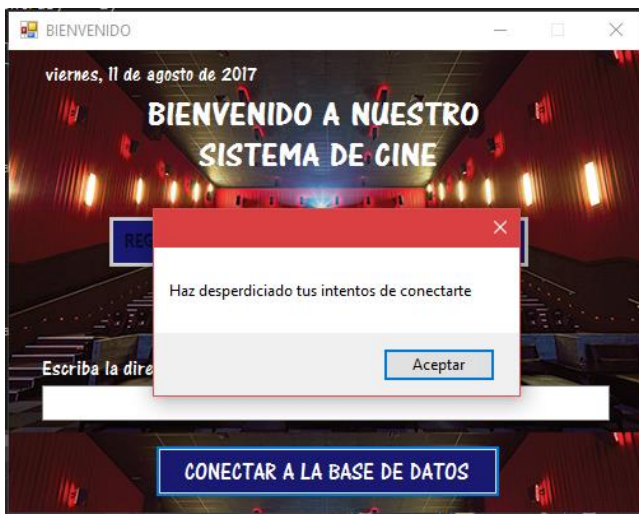 BIENVENIDO
viernes, 11 de agosto de 2017
BIENVENIDO A NUESTRO
SISTEMA DE CINE
Haz desperdiciado tus intentos de conectarte
Aceptar
Escriba la dire
CONECTAR A LA BASE DE DATOS